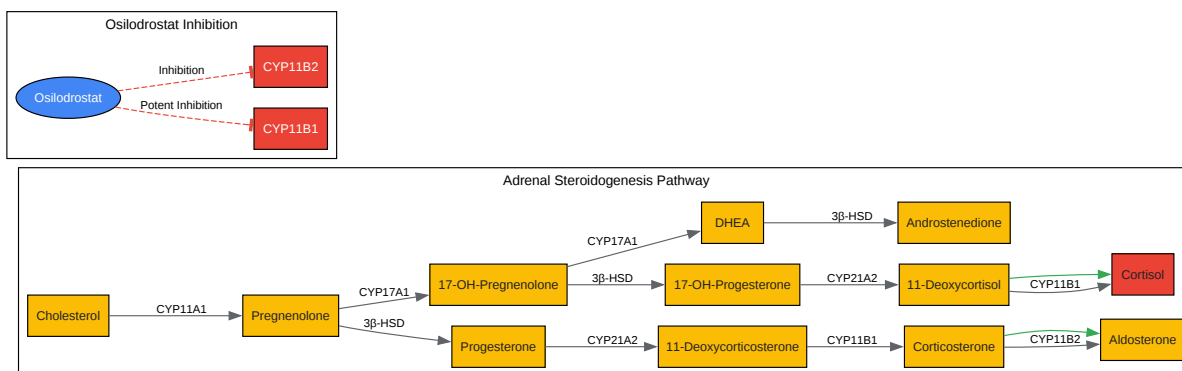 Osilodrostat Inhibition
Inhibition
CYP11B2
Osilodrostat
Potent Inhibition
CYP11B1
Adrenal Steroidogenesis Pathway
DHEA
3β-HSD
Androstenedione
CYP17A1
17-OH-Pregnenolone
3β-HSD
17-OH-Progesterone
CYP21A2
11-Deoxycortisol
CYP11B1
Cortisol
Cholesterol
CYP11A1
Pregnenolone
CYP17A1
3β-HSD
Progesterone
CYP21A2
11-Deoxycorticosterone
CYP11B1
Corticosterone
CYP11B2
Aldosterone